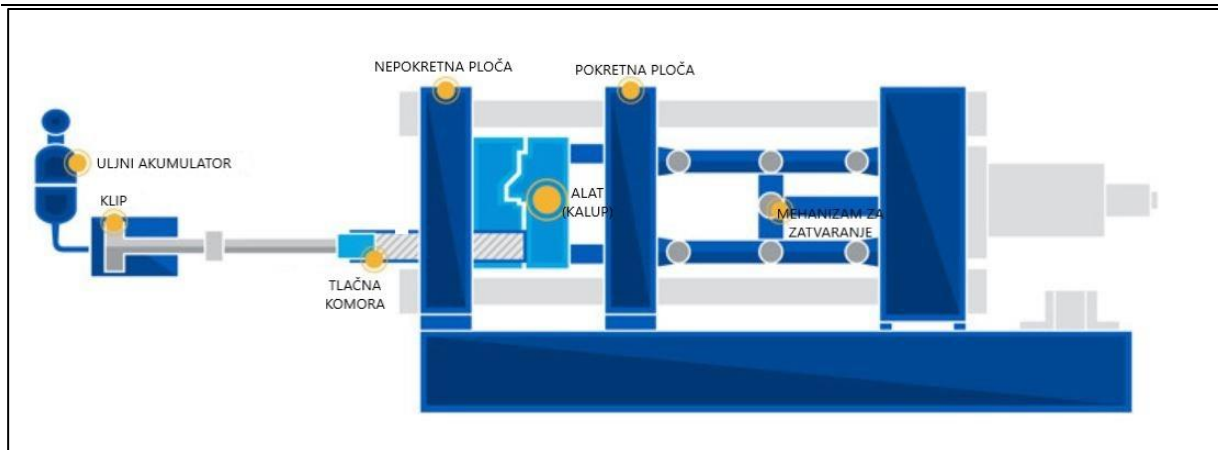 NEPOKRETNA PLOČA
POKRETNA PLOČA
ULJNI AKUMULATOR
KLIP
ALAT
(KALUP)
MEHANIZAM ZA
ZATVARANJE
TLAČNA
KOMORA